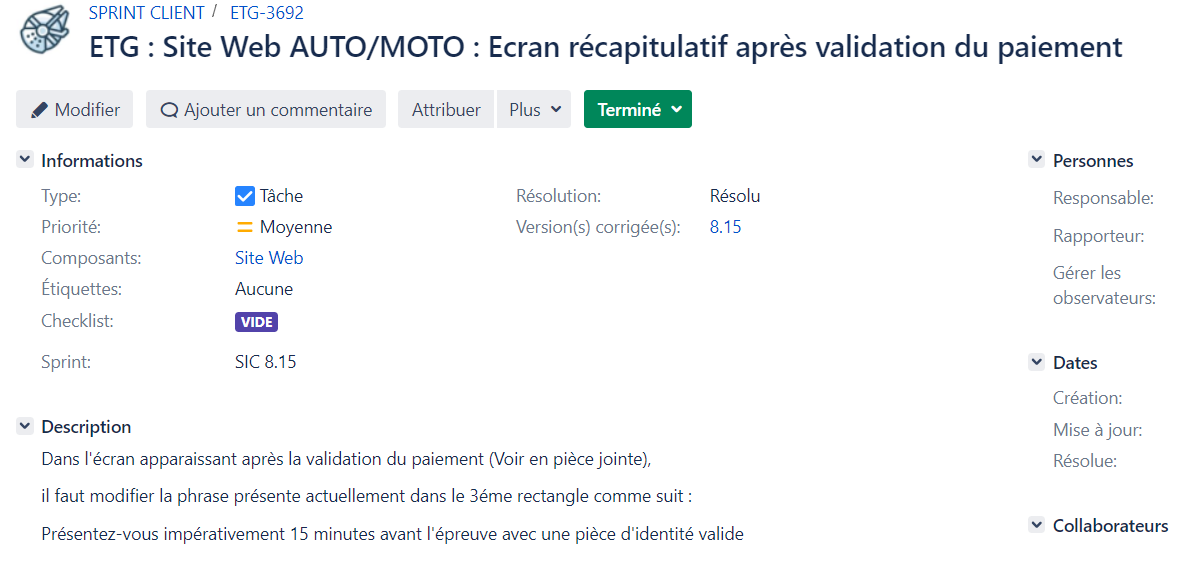 SPRINT CLIENT / ETG-3692
ETG : Site Web AUTO/MOTO : Ecran récapitulatif après validation du paiement
Modifier
Ajouter un commentaire
Attribuer
Plus
Terminé
Informations
Type: Tâche
Résolution: Résolu
Priorité: Moyenne
Version(s) corrigée(s): 8.15
Composants: Site Web
Étiquettes: Aucune
Checklist: VIDE
Sprint: SIC 8.15
Description
Dans l'écran apparaissant après la validation du paiement (Voir en pièce jointe),
il faut modifier la phrase présente actuellement dans le 3éme rectangle comme suit :
Présentez-vous impérativement 15 minutes avant l'épreuve avec une pièce d'identité valide
Personnes
Responsable:
Rapporteur:
Gérer les
observateurs:
Dates
Création:
Mise à jour:
Résolue:
Collaborateurs